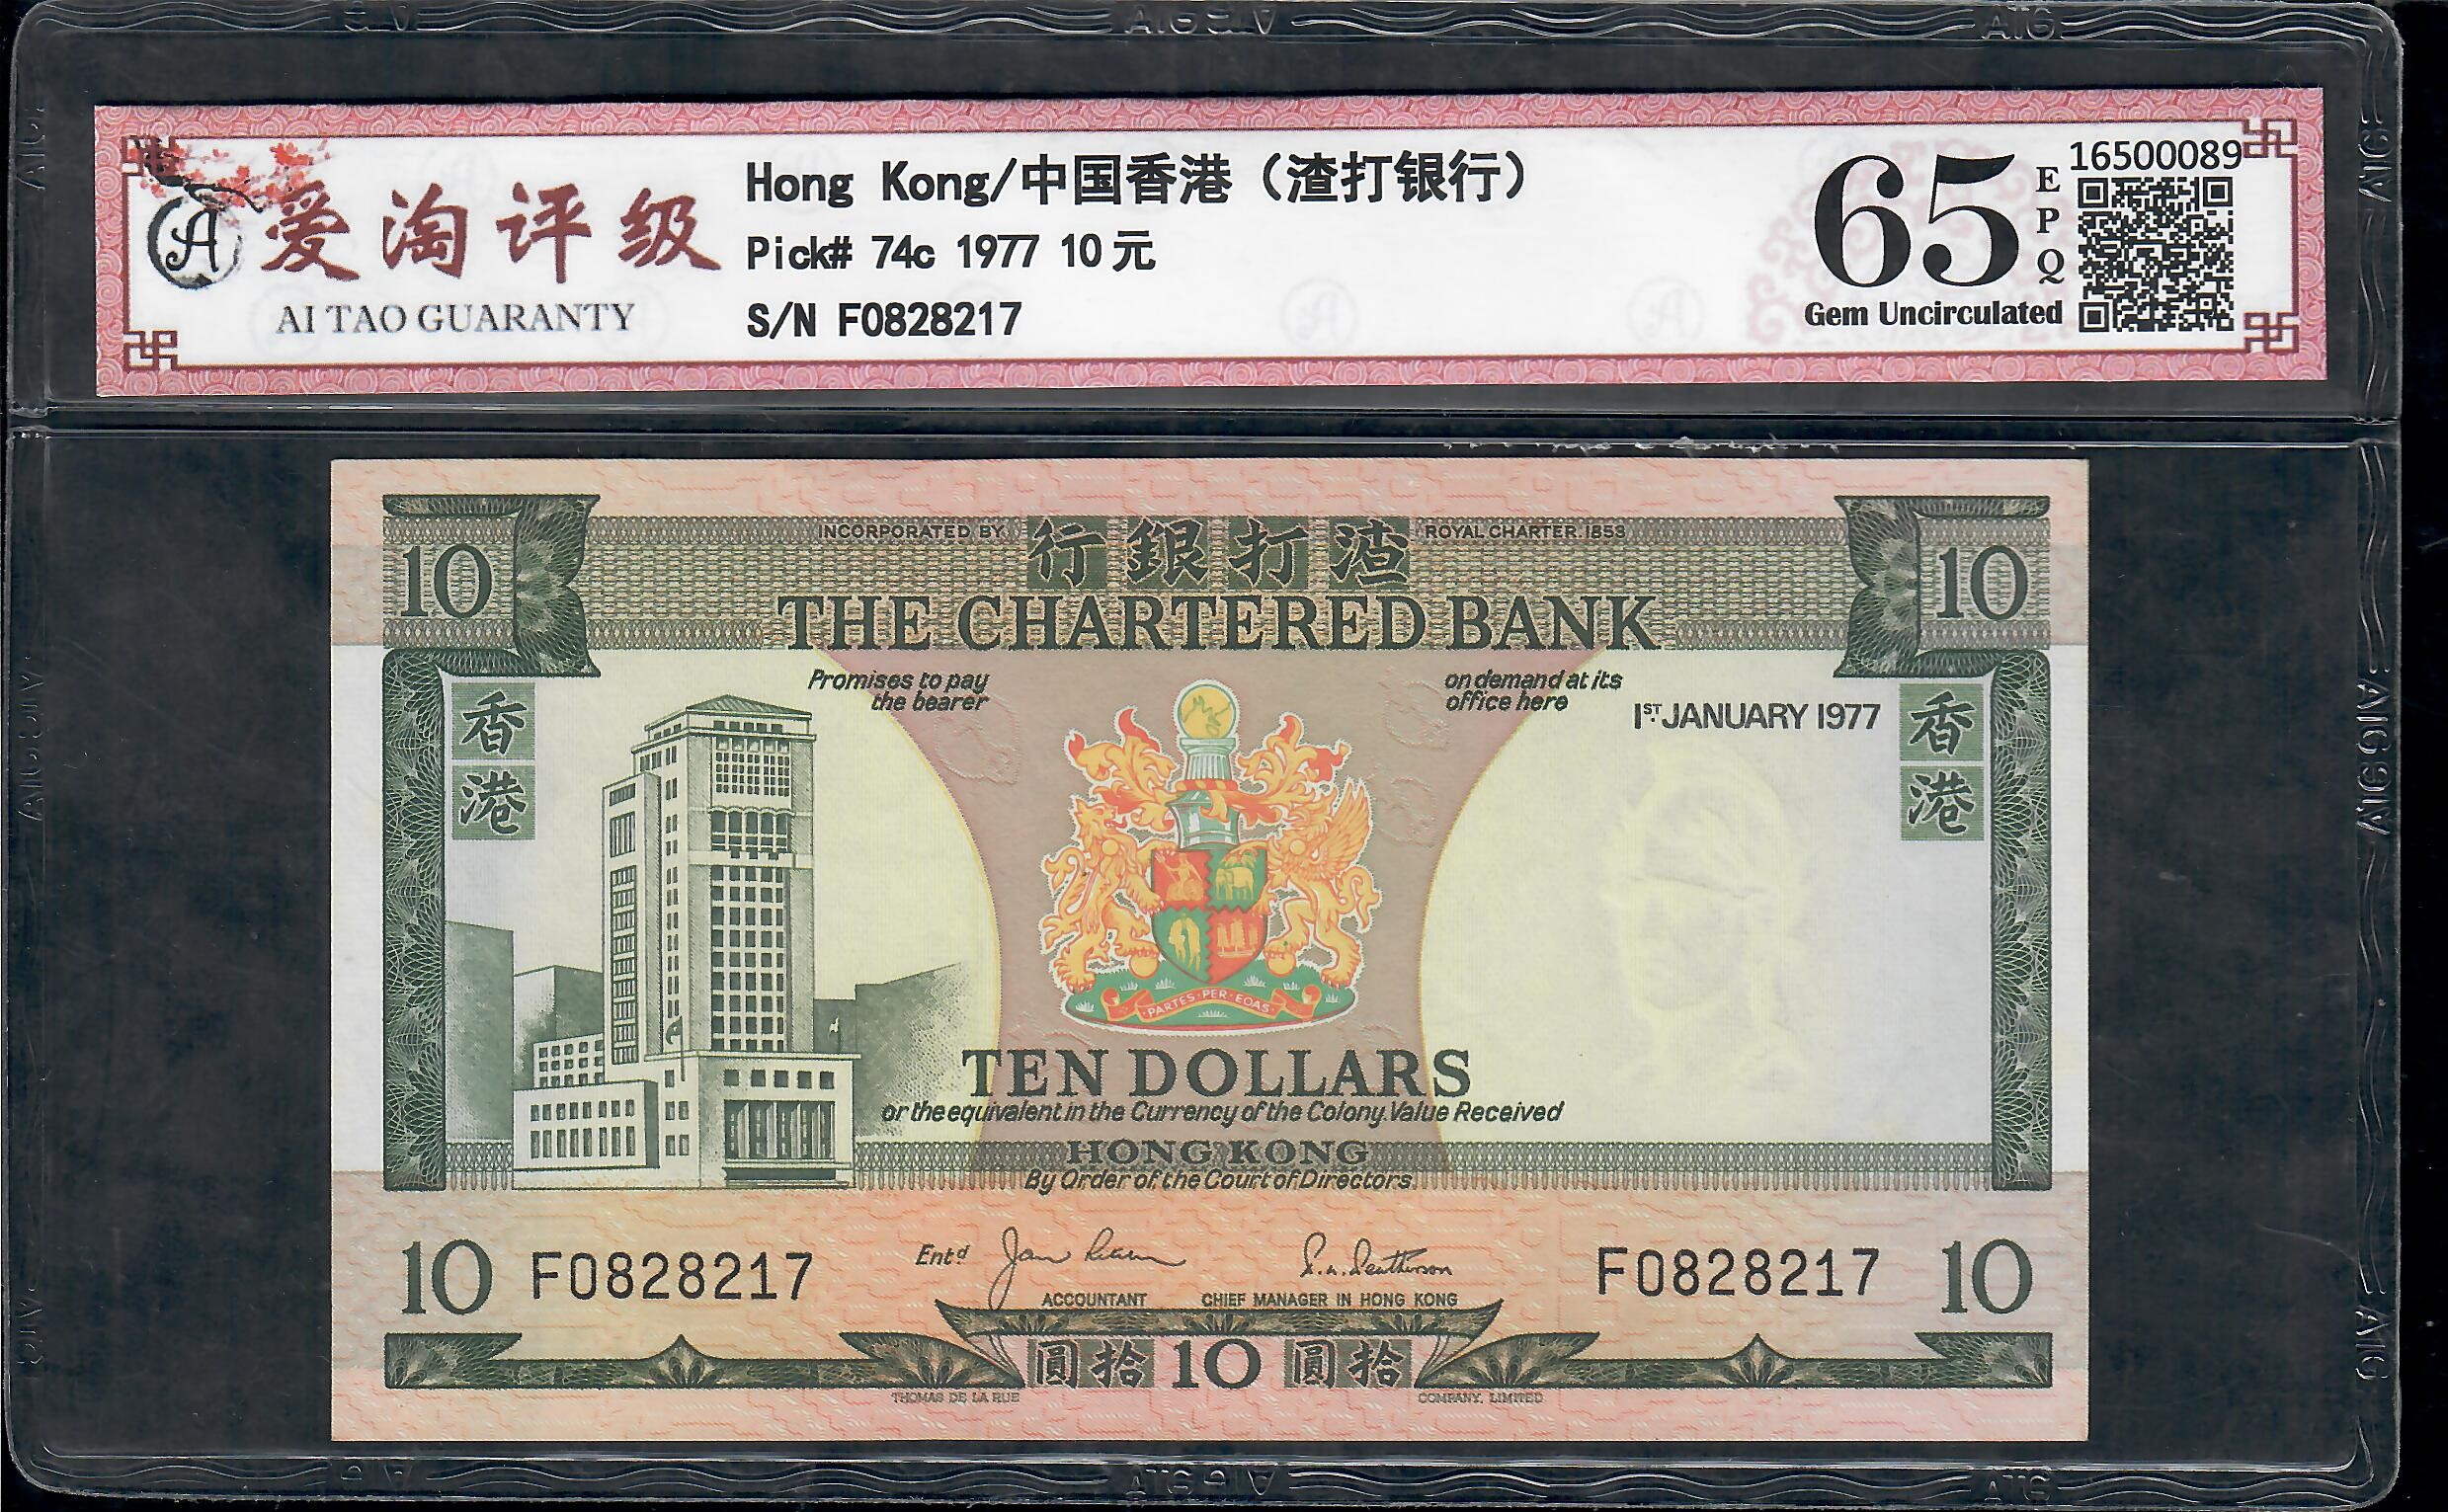 爱淘评级
AI TAO GUARANTY
Hong Kong/中国香港（渣打银行）
Pick# 74c 1977 10元
S/N F0828217
65
EPQ
Gem Uncirculated
16500089
10
INCORPORATED BY
行銀打渣
ROYAL CHARTER.1853
10
THE CHARTERED BANK
Promises to pay
the bearer
on demand at its
office here
1ST JANUARY 1977
香港
香港
PARTES·PER·EOAS
TEN DOLLARS
or the equivalent in the Currency of the Colony. Value Received
HONG KONG
By Order of the Court of Directors
10 F0828217
Entd
ACCOUNTANT
CHIEF MANAGER IN HONG KONG
F0828217 10
圓拾 10 圓拾
THOMAS DE LA RUE
COMPANY, LIMITED